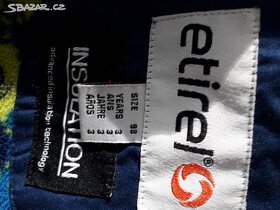 SBAZAR.CZ
etirel®
SIZE 98
YEARS 3
ANS 3
JAHRE 3
AÑOS 3
INSULATION
advanced insulation technology